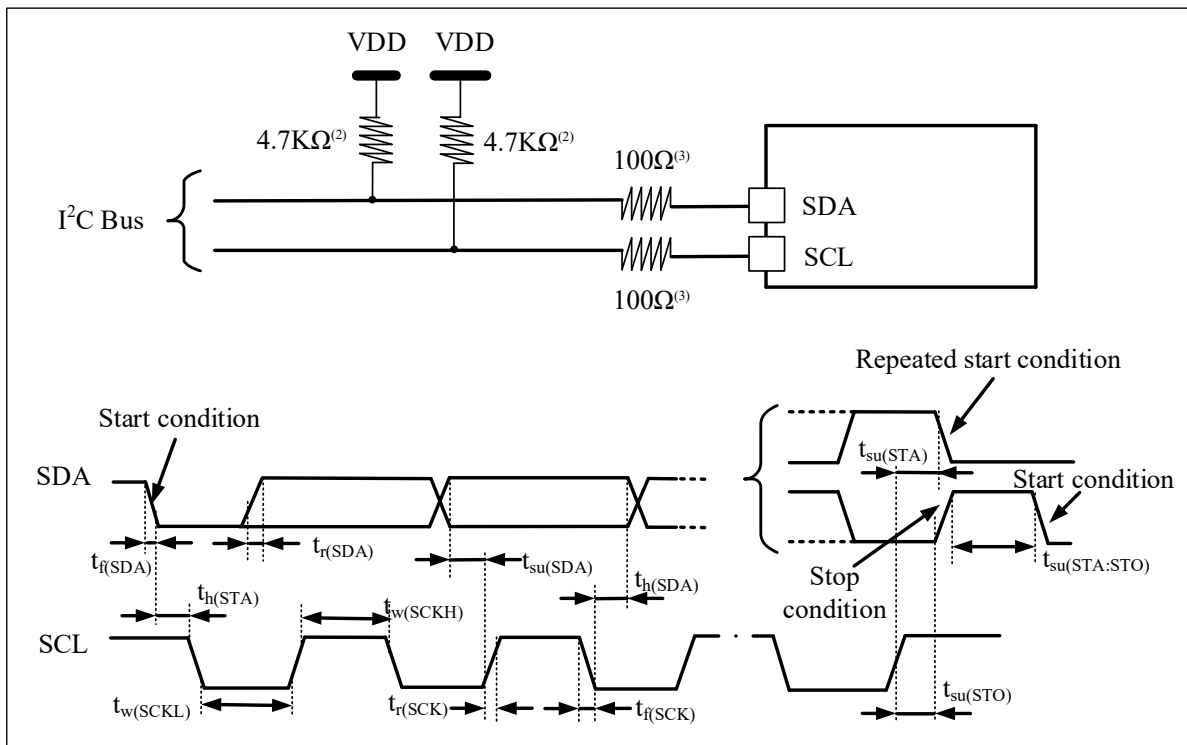 VDD VDD
4.7KΩ(2) 4.7KΩ(2)
100Ω(3)
I2C Bus
SDA
SCL
100Ω(3)
Repeated start condition
Start condition
tsu(STA)
SDA
Start condition
tf(SDA)
tr(SDA)
tsu(SDA)
tsu(STA:STO)
th(STA)
tw(SCKH)
th(SDA)
Stop
condition
SCL
tw(SCKL)
tr(SCK)
tf(SCK)
tsu(STO)